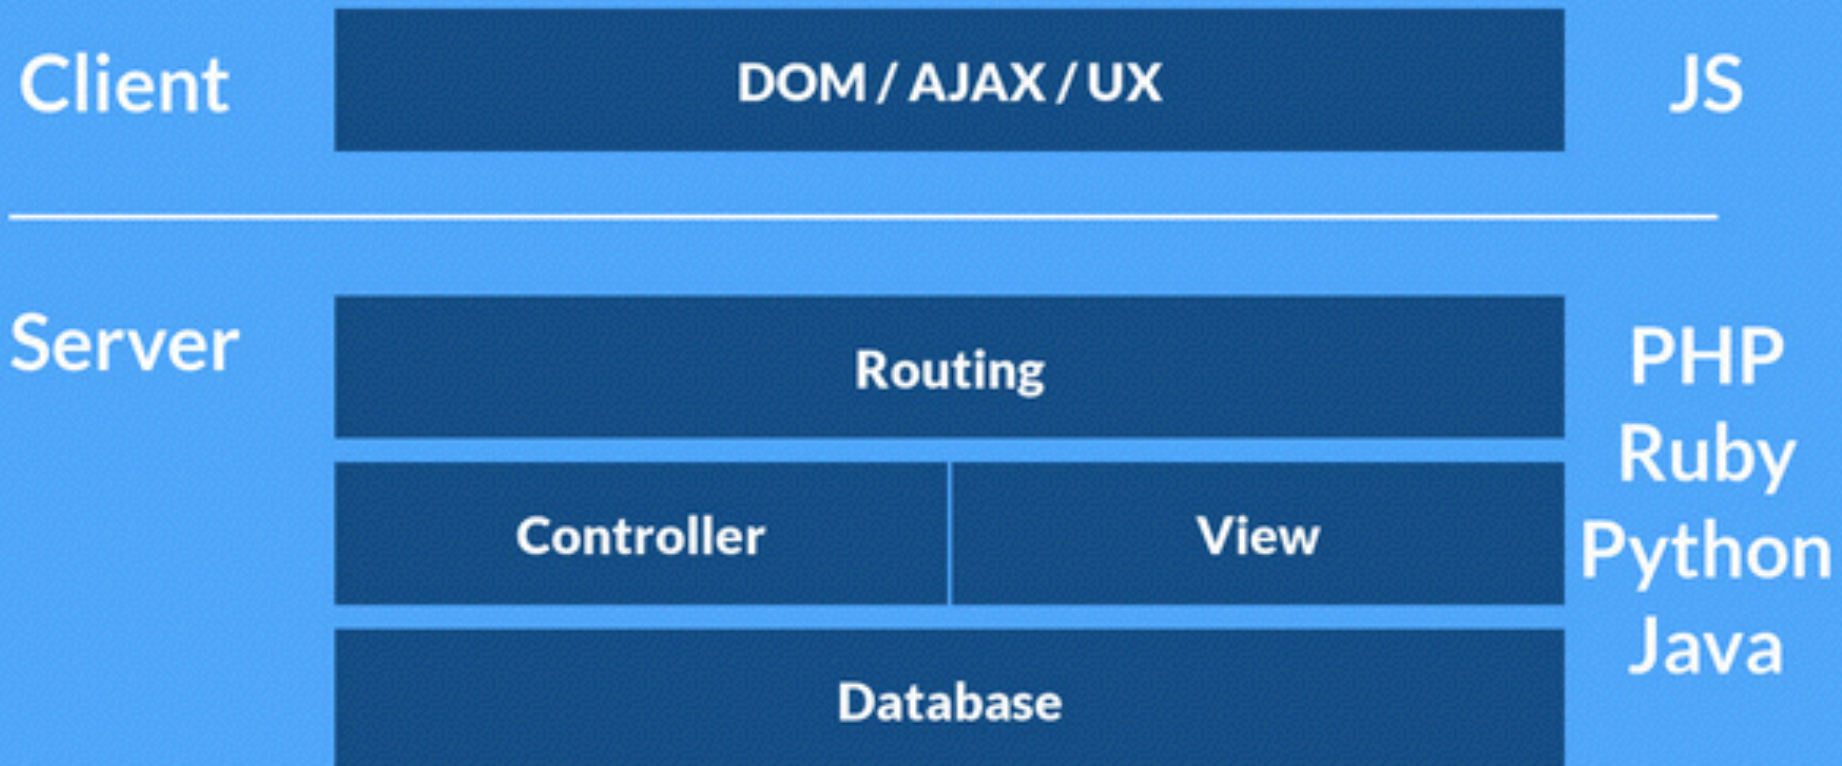 Client
DOM / AJAX / UX
JS
Server
Routing
PHP
Ruby
Controller
View
Python
Java
Database